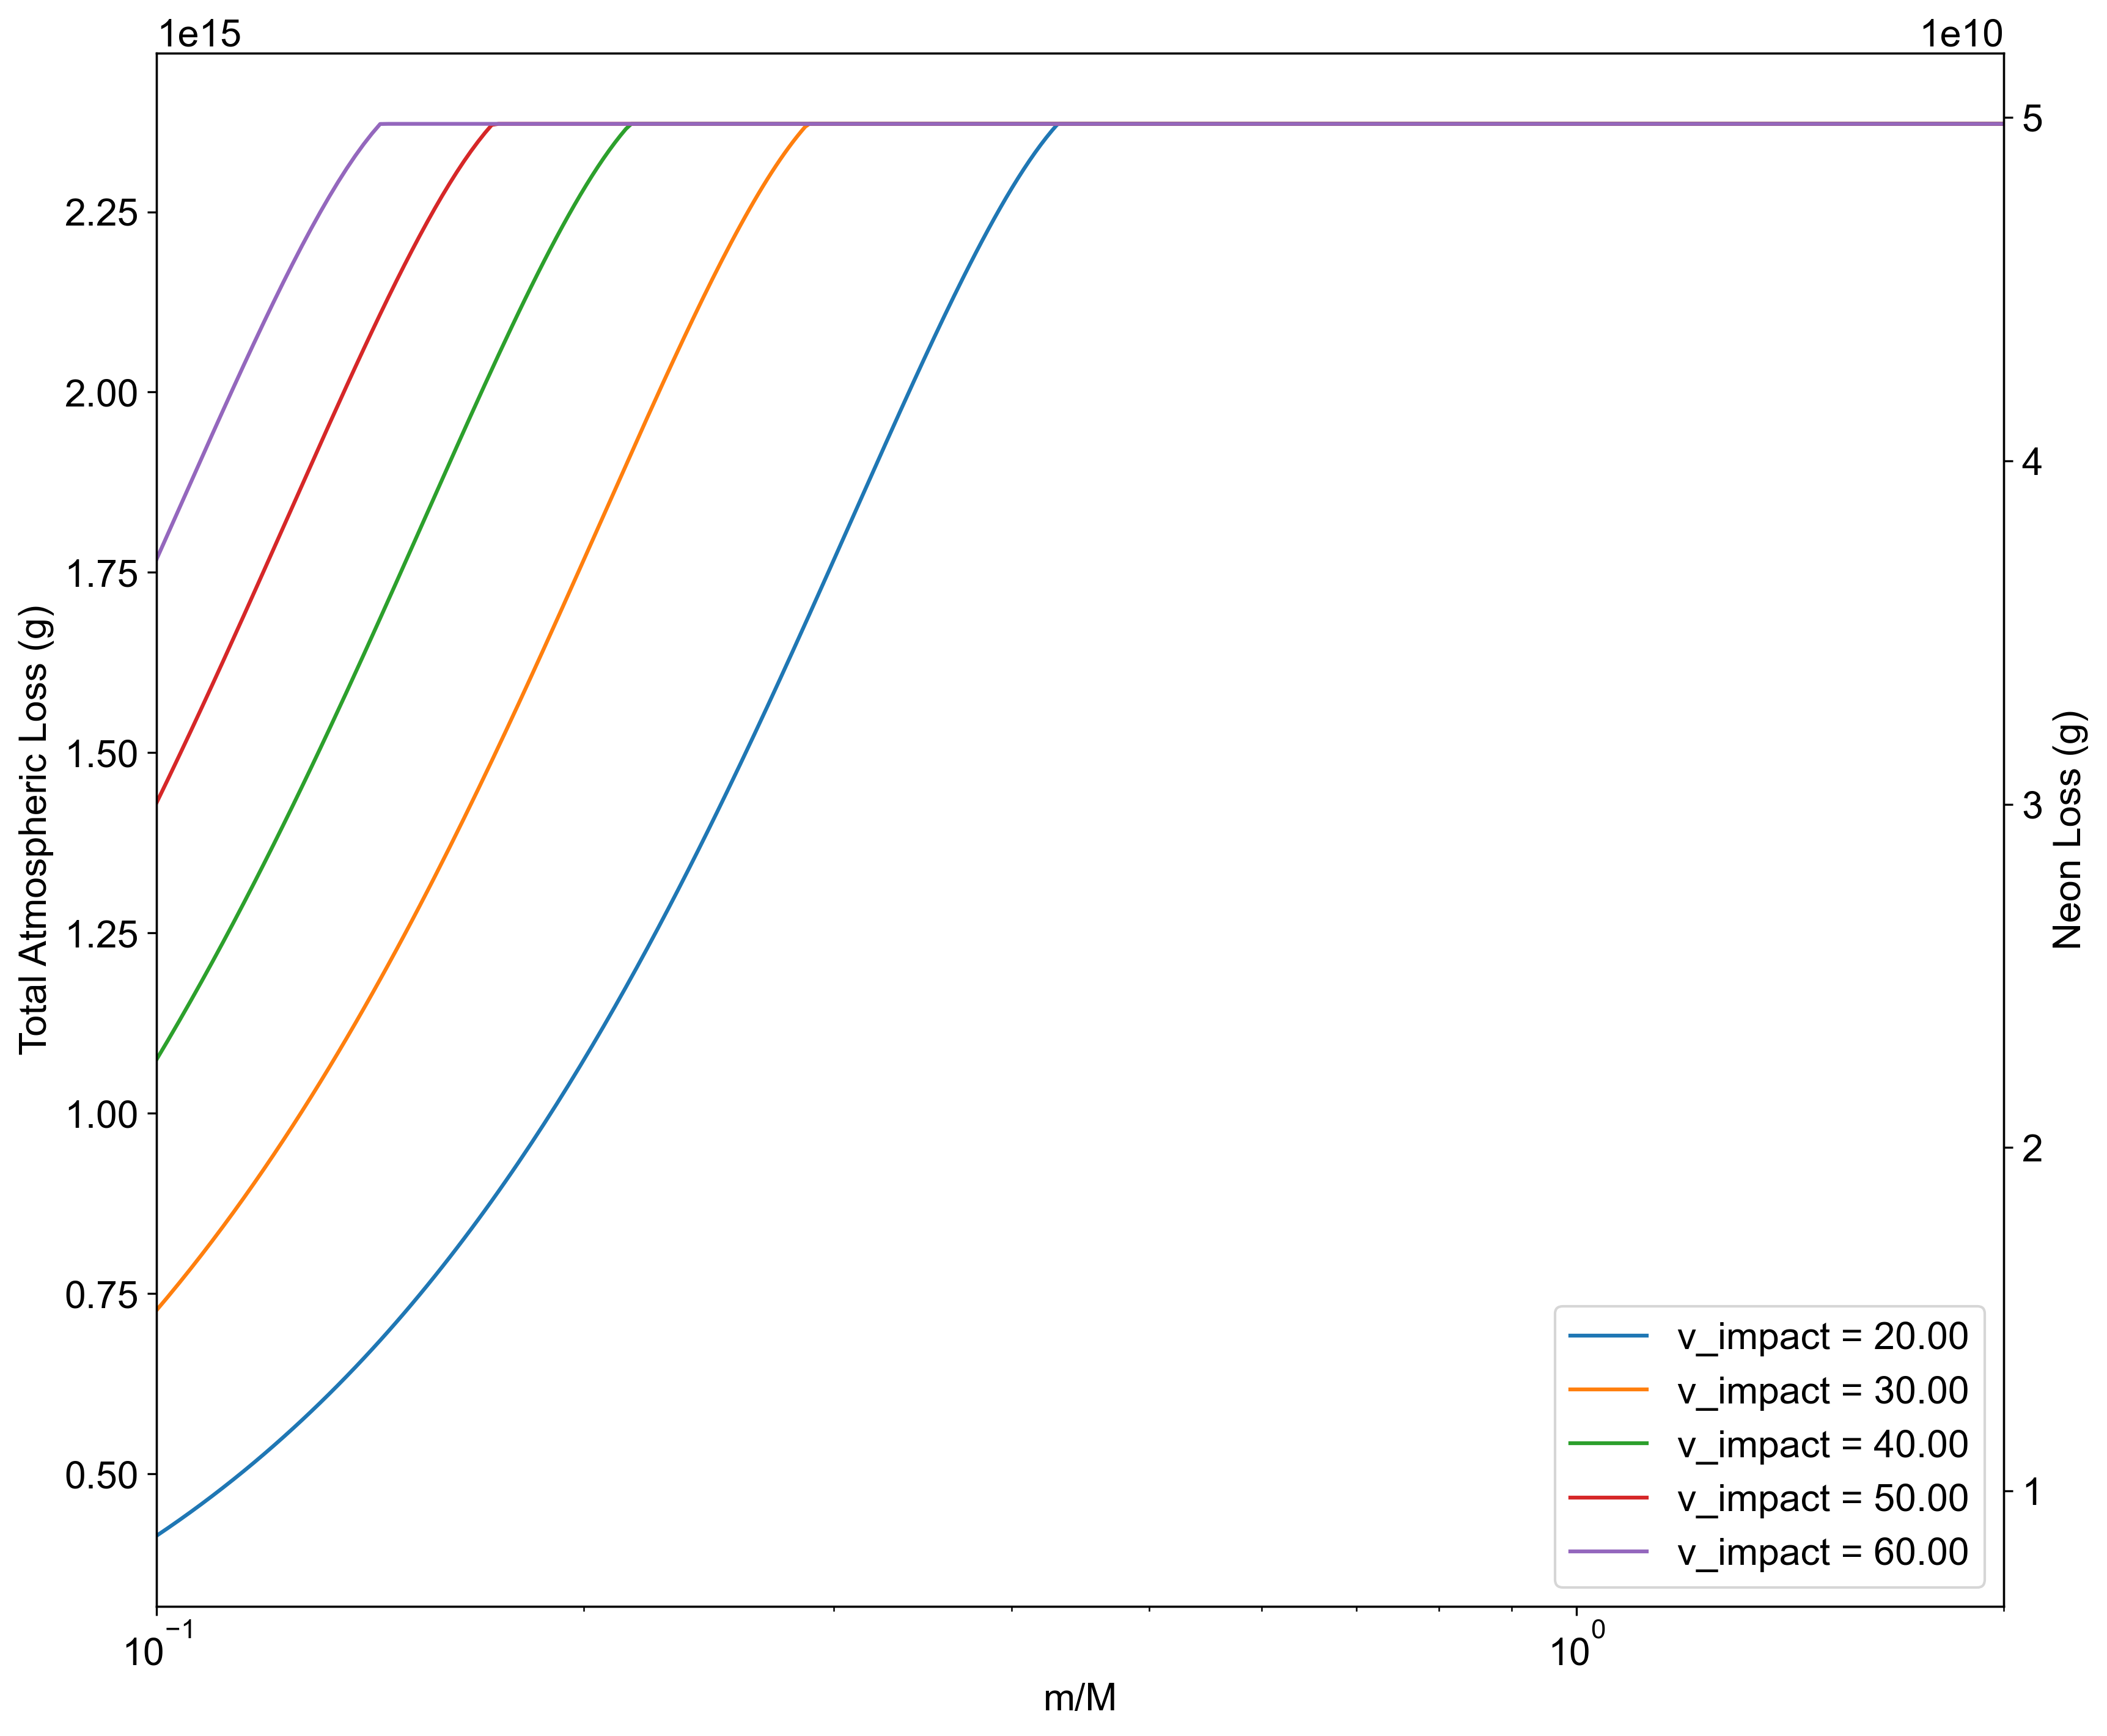 1e15
1e10
2.25
2.00
1.75
1.50
1.25
1.00
0.75
0.50
Total Atmospheric Loss (g)
5
4
3
2
1
Neon Loss (g)
v_impact = 20.00
v_impact = 30.00
v_impact = 40.00
v_impact = 50.00
v_impact = 60.00
10⁻¹
10⁰
m/M